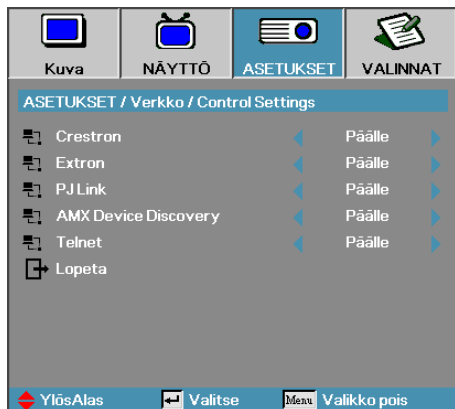 Kuva NÄYTTÖ ASETUKSET VALINNAT
ASETUKSET / Verkko / Control Settings
Crestron Päälle
Extron Päälle
PJ Link Päälle
AMX Device Discovery Päälle
Telnet Päälle
Lopeta
YlösAlas Valitse Menu Valikko pois